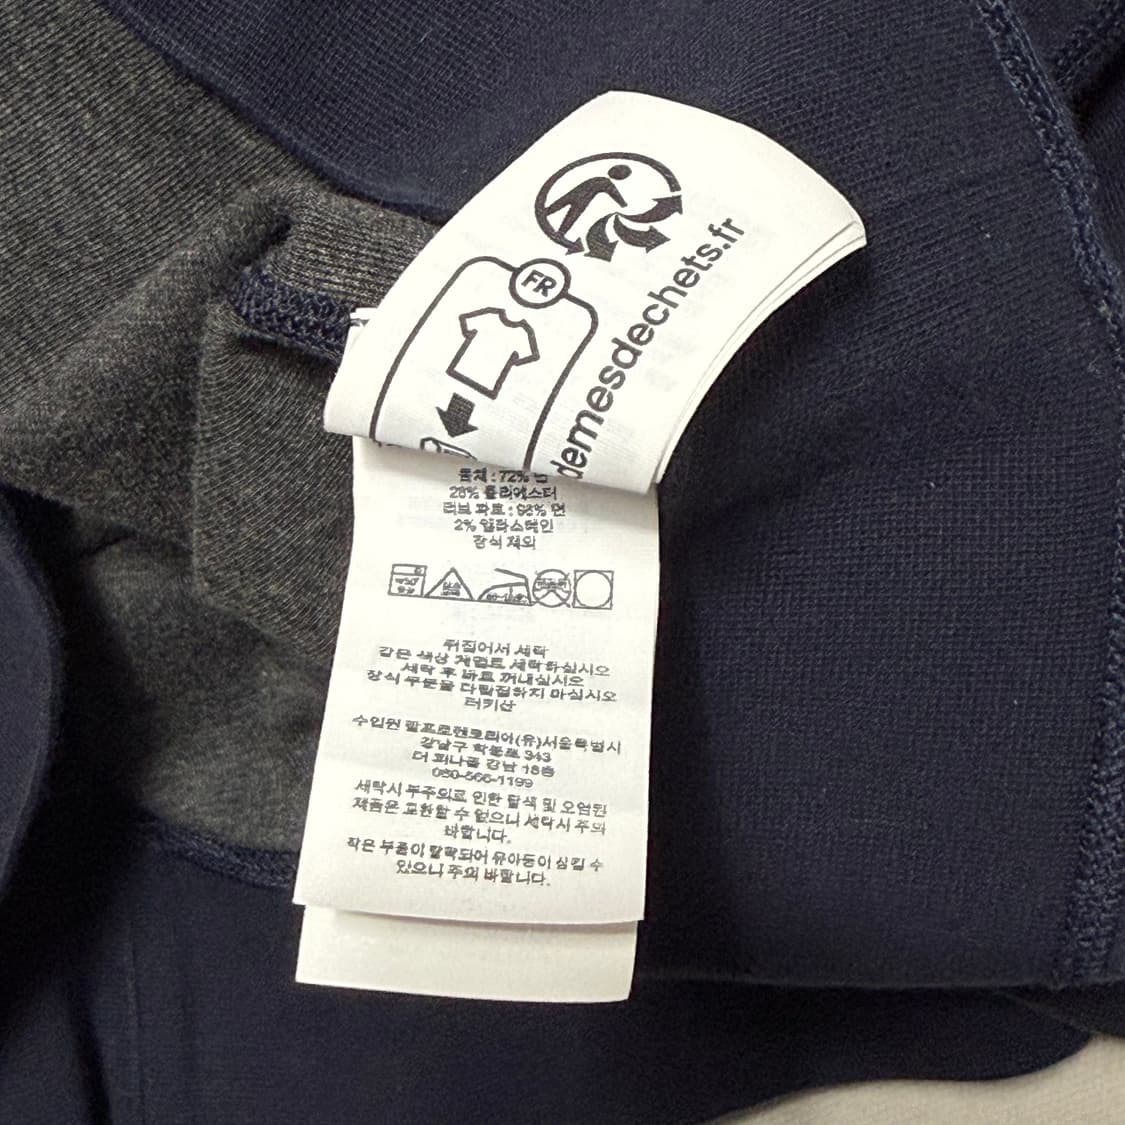 FR
demesdechets.fr
몸체 : 72% 면
28% 폴리에스터
리브 파트 : 98% 면
2% 엘라스테인
장식 제외
뒤집어서 세탁
같은 색상 게멘트 세탁하십시오
세탁 후 바로 꺼내십시오
장식 부분을 다림질하지 마십시오
터키산
수입원 랄프로렌코리아(유)서울특별시
강남구 학동로 343
더 피나클 강남 18층
080-566-1199
세탁시 부주의로 인한 탈색 및 오염된
제품은 교환할 수 없으니 세탁시 주의
바랍니다.
작은 부품이 탈락되어 유아동이 삼킬 수
있으니 주의 바랍니다.